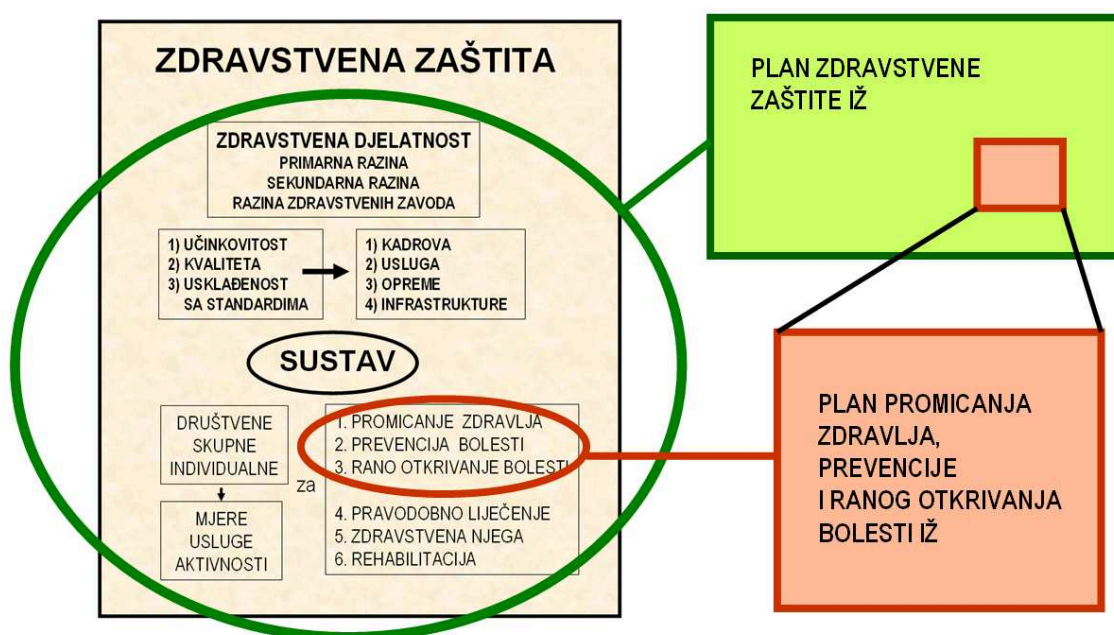 ZDRAVSTVENA ZAŠTITA
ZDRAVSTVENA DJELATNOST
PRIMARNA RAZINA
SEKUNDARNA RAZINA
RAZINA ZDRAVSTVENIH ZAVODA
1) UČINKOVITOST
2) KVALITETA
3) USKLAĐENOST
SA STANDARDIMA
1) KADROVA
2) USLUGA
3) OPREME
4) INFRASTRUKTURE
SUSTAV
DRUŠTVENE
SKUPNE
INDIVIDUALNE
MJERE
USLUGE
AKTIVNOSTI
za
1. PROMICANJE ZDRAVLJA
2. PREVENCIJA BOLESTI
3. RANO OTKRIVANJE BOLESTI
4. PRAVODOBNO LIJEČENJE
5. ZDRAVSTVENA NJEGA
6. REHABILITACIJA
PLAN ZDRAVSTVENE
ZAŠTITE IŽ
PLAN PROMICANJA
ZDRAVLJA,
PREVENCIJE
I RANOG OTKRIVANJA
BOLESTI IŽ